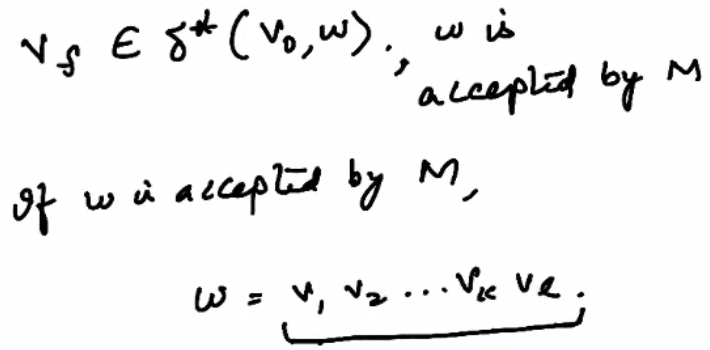 V_f ∈ δ*(V_0, w)., w is
accepted by M
If w is accepted by M,
w = v_1 v_2 ... v_k v_l.